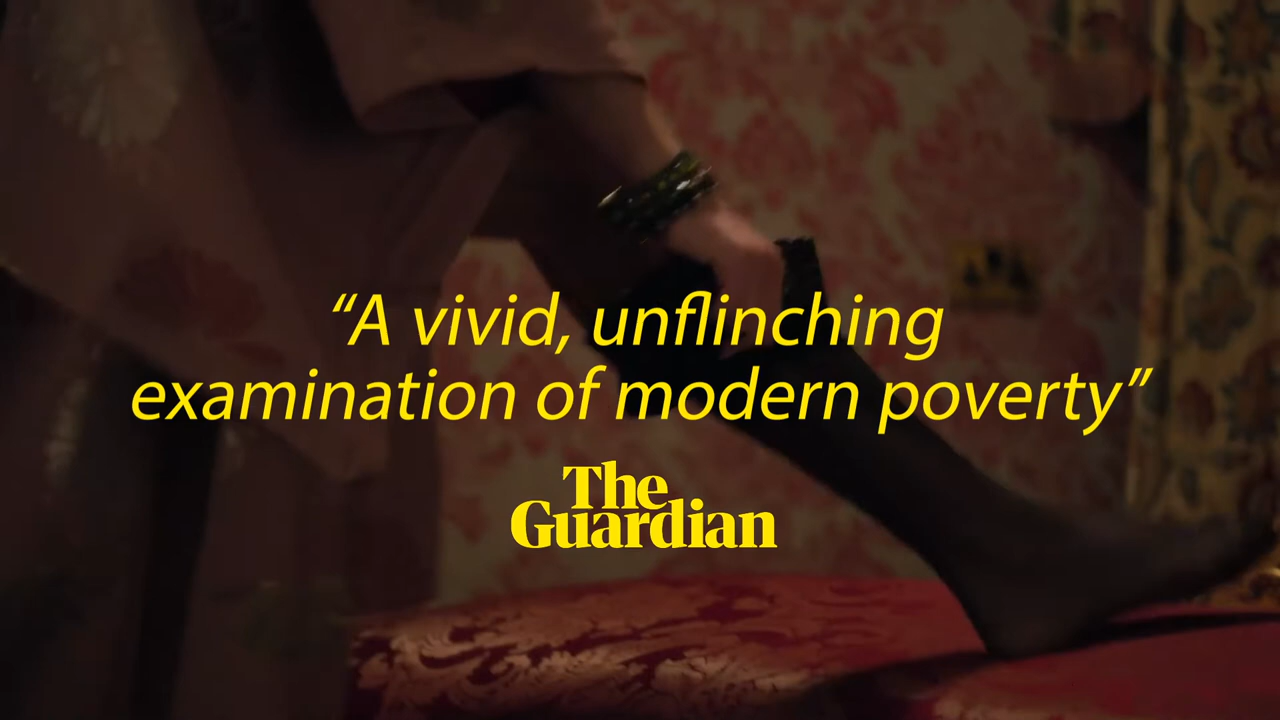 “A vivid, unflinching
examination of modern poverty”
The
Guardian